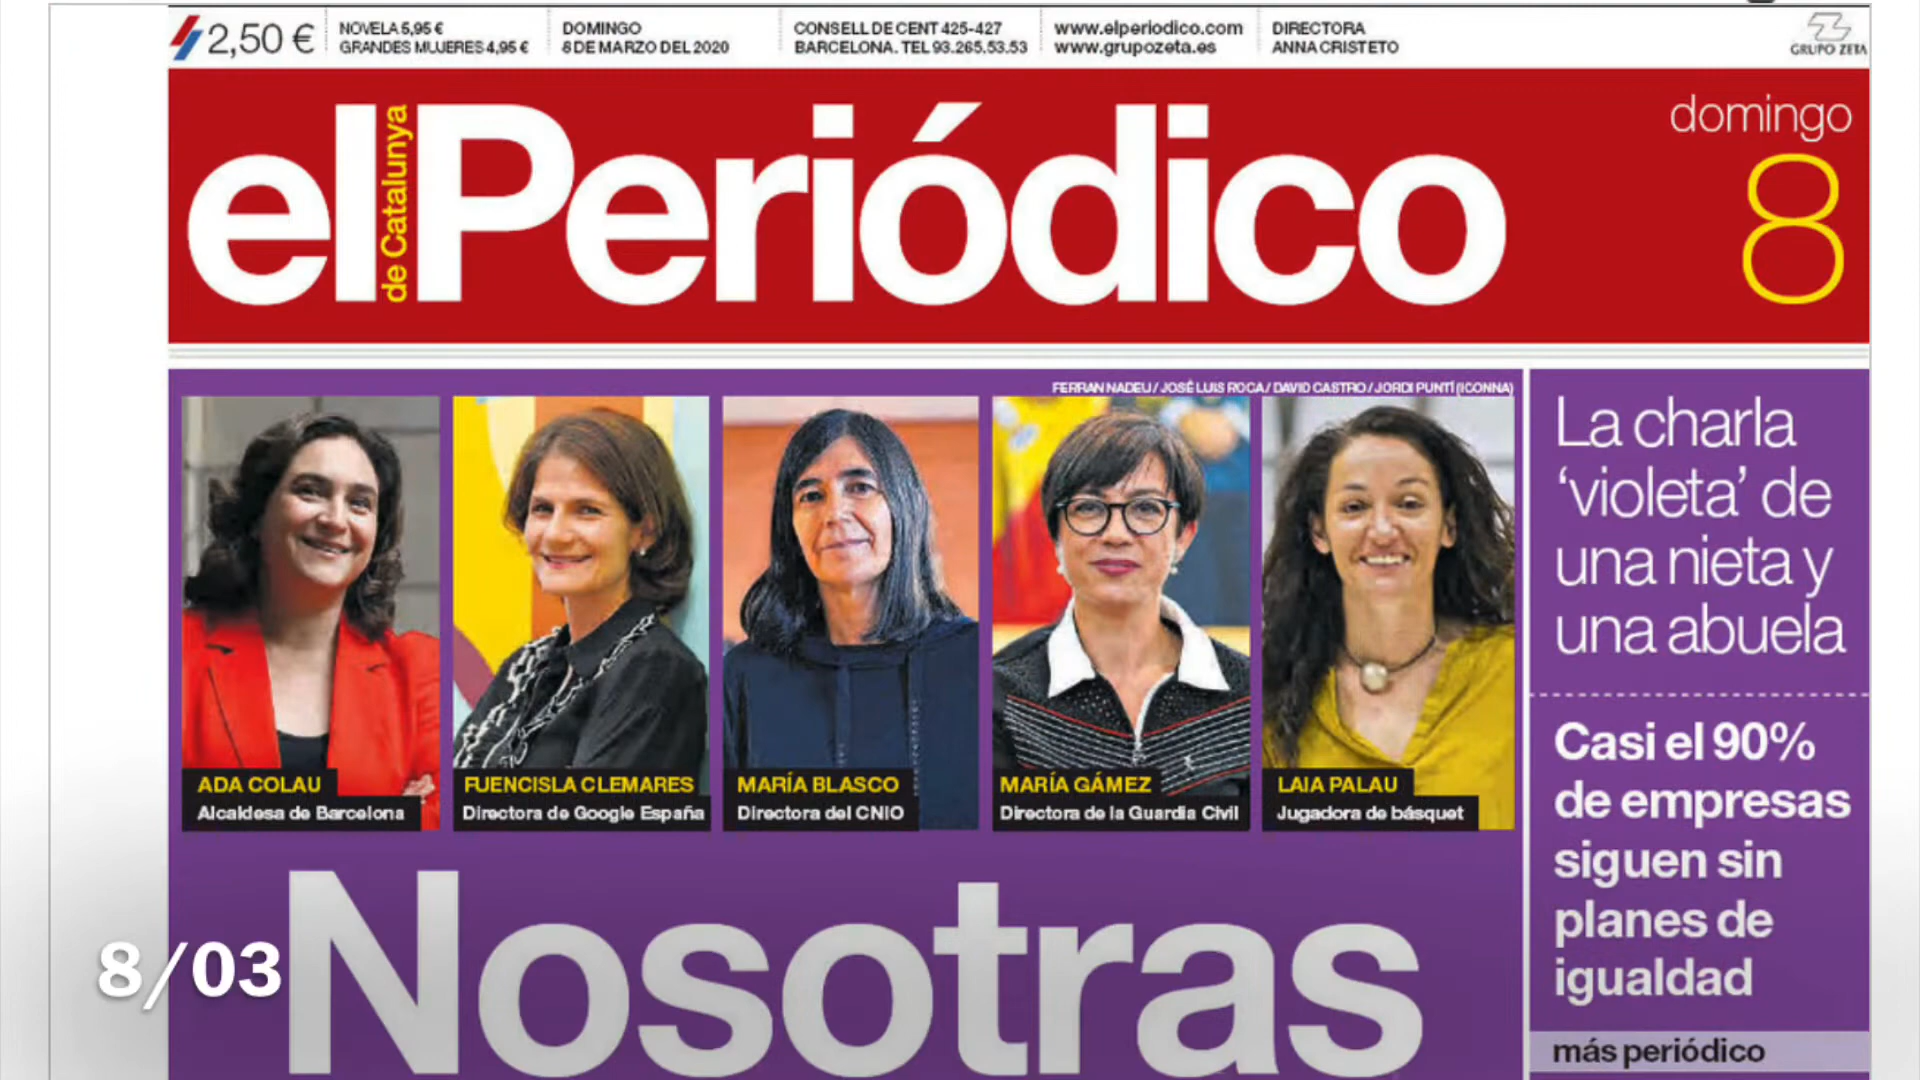 2,50 €
NOVELA 5,95 €
GRANDES MUJERES 4,95 €
DOMINGO
8 DE MARZO DEL 2020
CONSELL DE CENT 425-427
BARCELONA. TEL 93.265.53.53
www.elperiodico.com
www.grupozeta.es
DIRECTORA
ANNA CRISTETO
GRUPO ZETA
el Periódico
de Catalunya
domingo
8
FERRAN NADEU / JOSÉ LUIS ROCA / DAVID CASTRO / JORDI PUNTÍ (ICONNA)
ADA COLAU
Alcaldesa de Barcelona
FUENCISLA CLEMARES
Directora de Google España
MARÍA BLASCO
Directora del CNIO
MARÍA GÁMEZ
Directora de la Guardia Civil
LAIA PALAU
Jugadora de básquet
Nosotras
La charla
‘violeta’ de
una nieta y
una abuela
Casi el 90%
de empresas
siguen sin
planes de
igualdad
más periódico
8/03